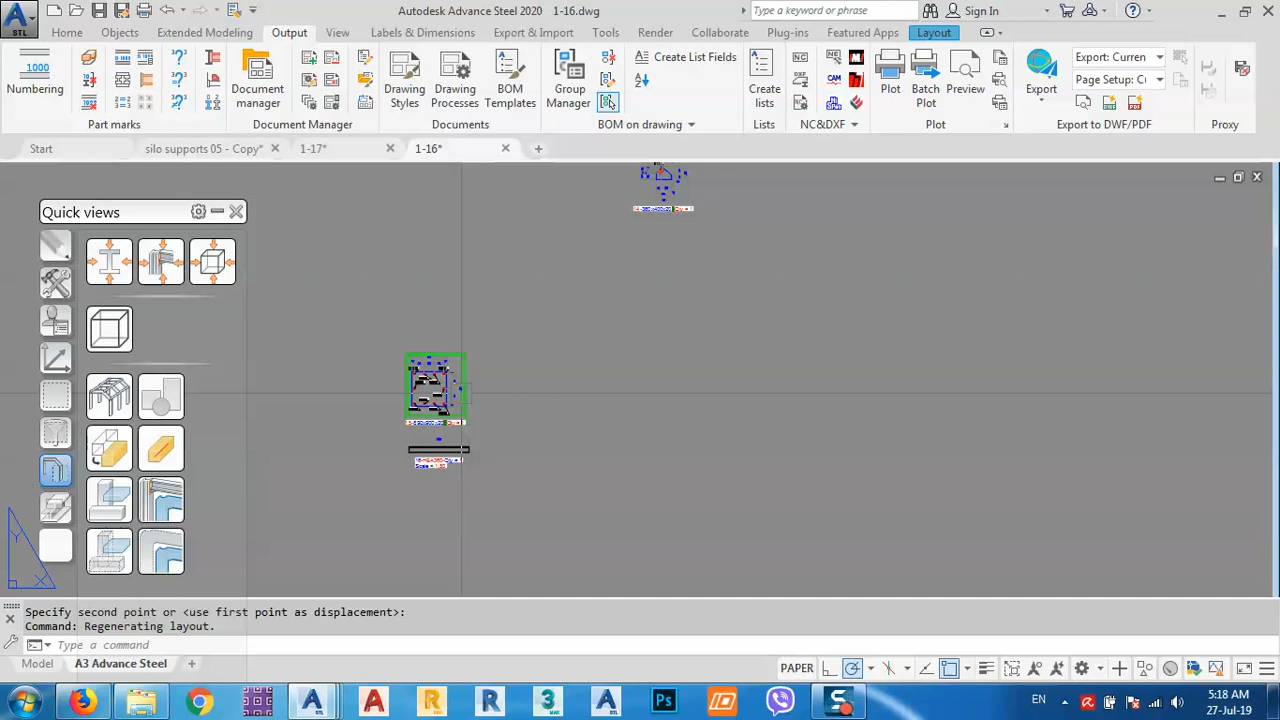 STL
Autodesk Advance Steel 2020 1-16.dwg
Type a keyword or phrase
Sign In
Home Objects Extended Modeling Output View Labels & Dimensions Export & Import Tools Render Collaborate Plug-ins Featured Apps Layout
1000
Numbering
Document manager
Drawing Styles
Drawing Processes
BOM Templates
Group Manager
Create List Fields
Create lists
NC
CAM
DXF
Plot
Batch Plot
Preview
Export
Export: Curren
Page Setup: C
Part marks
Document Manager
Documents
BOM on drawing
Lists
NC&DXF
Plot
Export to DWF/PDF
Proxy
Start
silo supports 05 - Copy*
1-17*
1-16*
Quick views
Specify second point or <use first point as displacement>:
Command: Regenerating layout.
Type a command
Model
A3 Advance Steel
PAPER
EN
5:18 AM
27-Jul-19